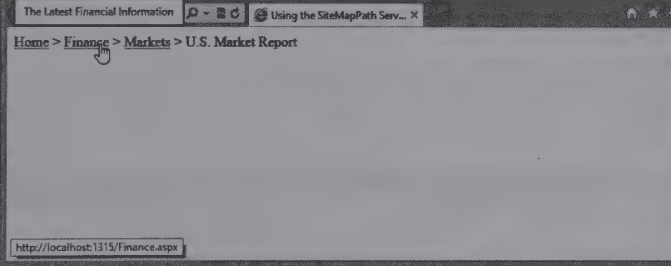 The Latest Financial Information
Using the SiteMapPath Serv... ×
Home > Finance > Markets > U.S. Market Report
http://localhost:1315/Finance.aspx